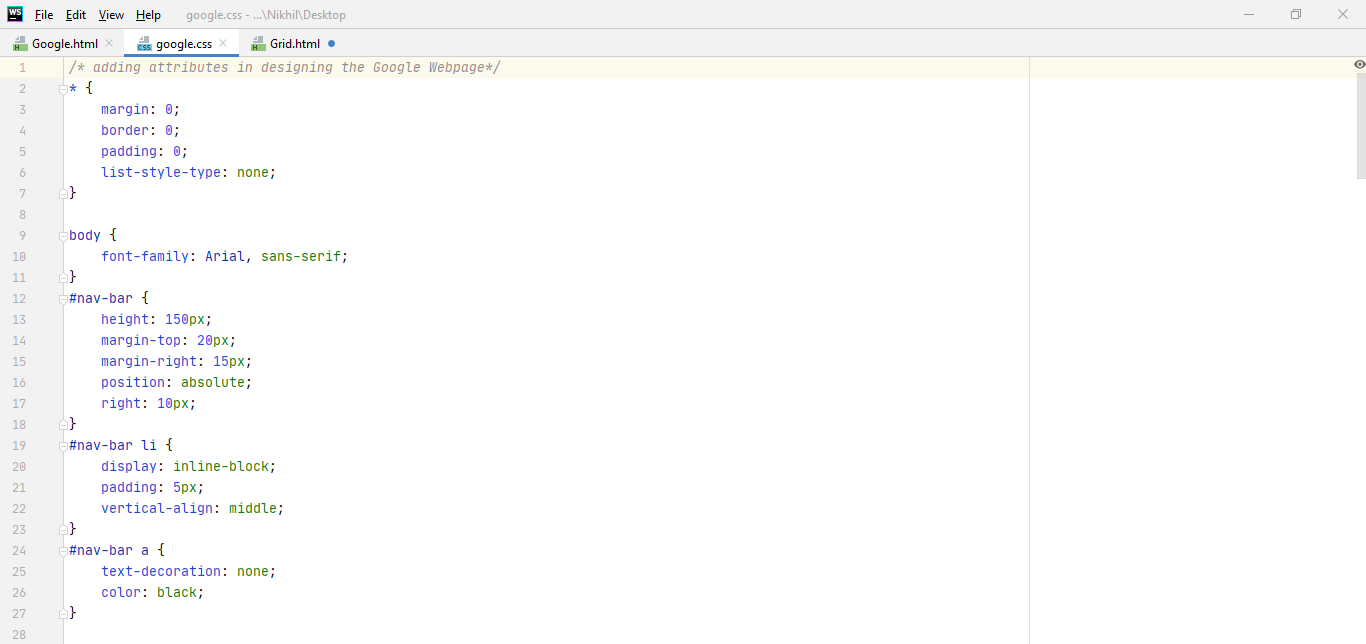 WS File Edit View Help google.css - ...\Nikhil\Desktop
Google.html google.css Grid.html
1 /* adding attributes in designing the Google Webpage*/
2 * {
3     margin: 0;
4     border: 0;
5     padding: 0;
6     list-style-type: none;
7 }
8
9 body {
10     font-family: Arial, sans-serif;
11 }
12 #nav-bar {
13     height: 150px;
14     margin-top: 20px;
15     margin-right: 15px;
16     position: absolute;
17     right: 10px;
18 }
19 #nav-bar li {
20     display: inline-block;
21     padding: 5px;
22     vertical-align: middle;
23 }
24 #nav-bar a {
25     text-decoration: none;
26     color: black;
27 }
28